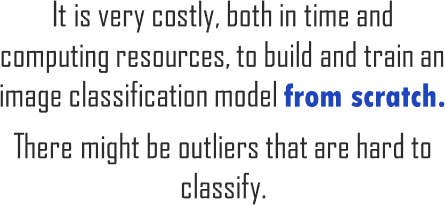 It is very costly, both in time and
computing resources, to build and train an
image classification model from scratch.
There might be outliers that are hard to
classify.